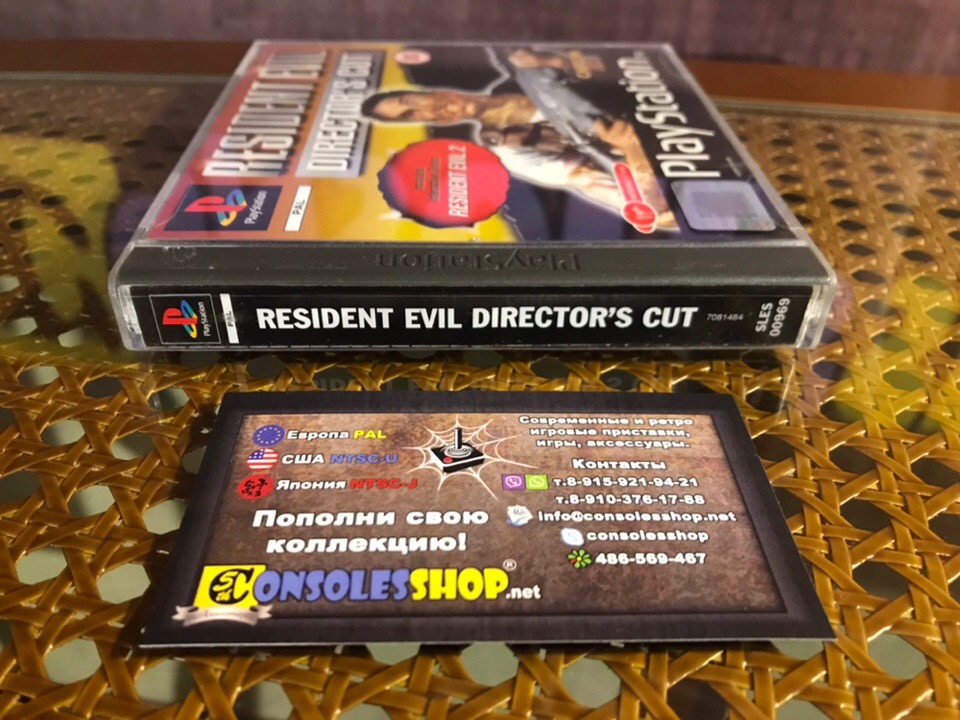 RESIDENT EVIL
DIRECTOR'S CUT
PlayStation
PlayStation
PAL
RESIDENT EVIL 2
PlayStation
PlayStation
PAL
RESIDENT EVIL DIRECTOR'S CUT
7081484
SLES
00969
Европа PAL
США NTSC-U
Япония NTSC-J
Пополни свою
коллекцию!
CONSOLESSHOP®.net
Современные и ретро
игровые приставки,
игры, аксессуары.
Контакты
т.8-915-921-94-21
т.8-910-376-17-88
info@consolesshop.net
consolesshop
486-569-467